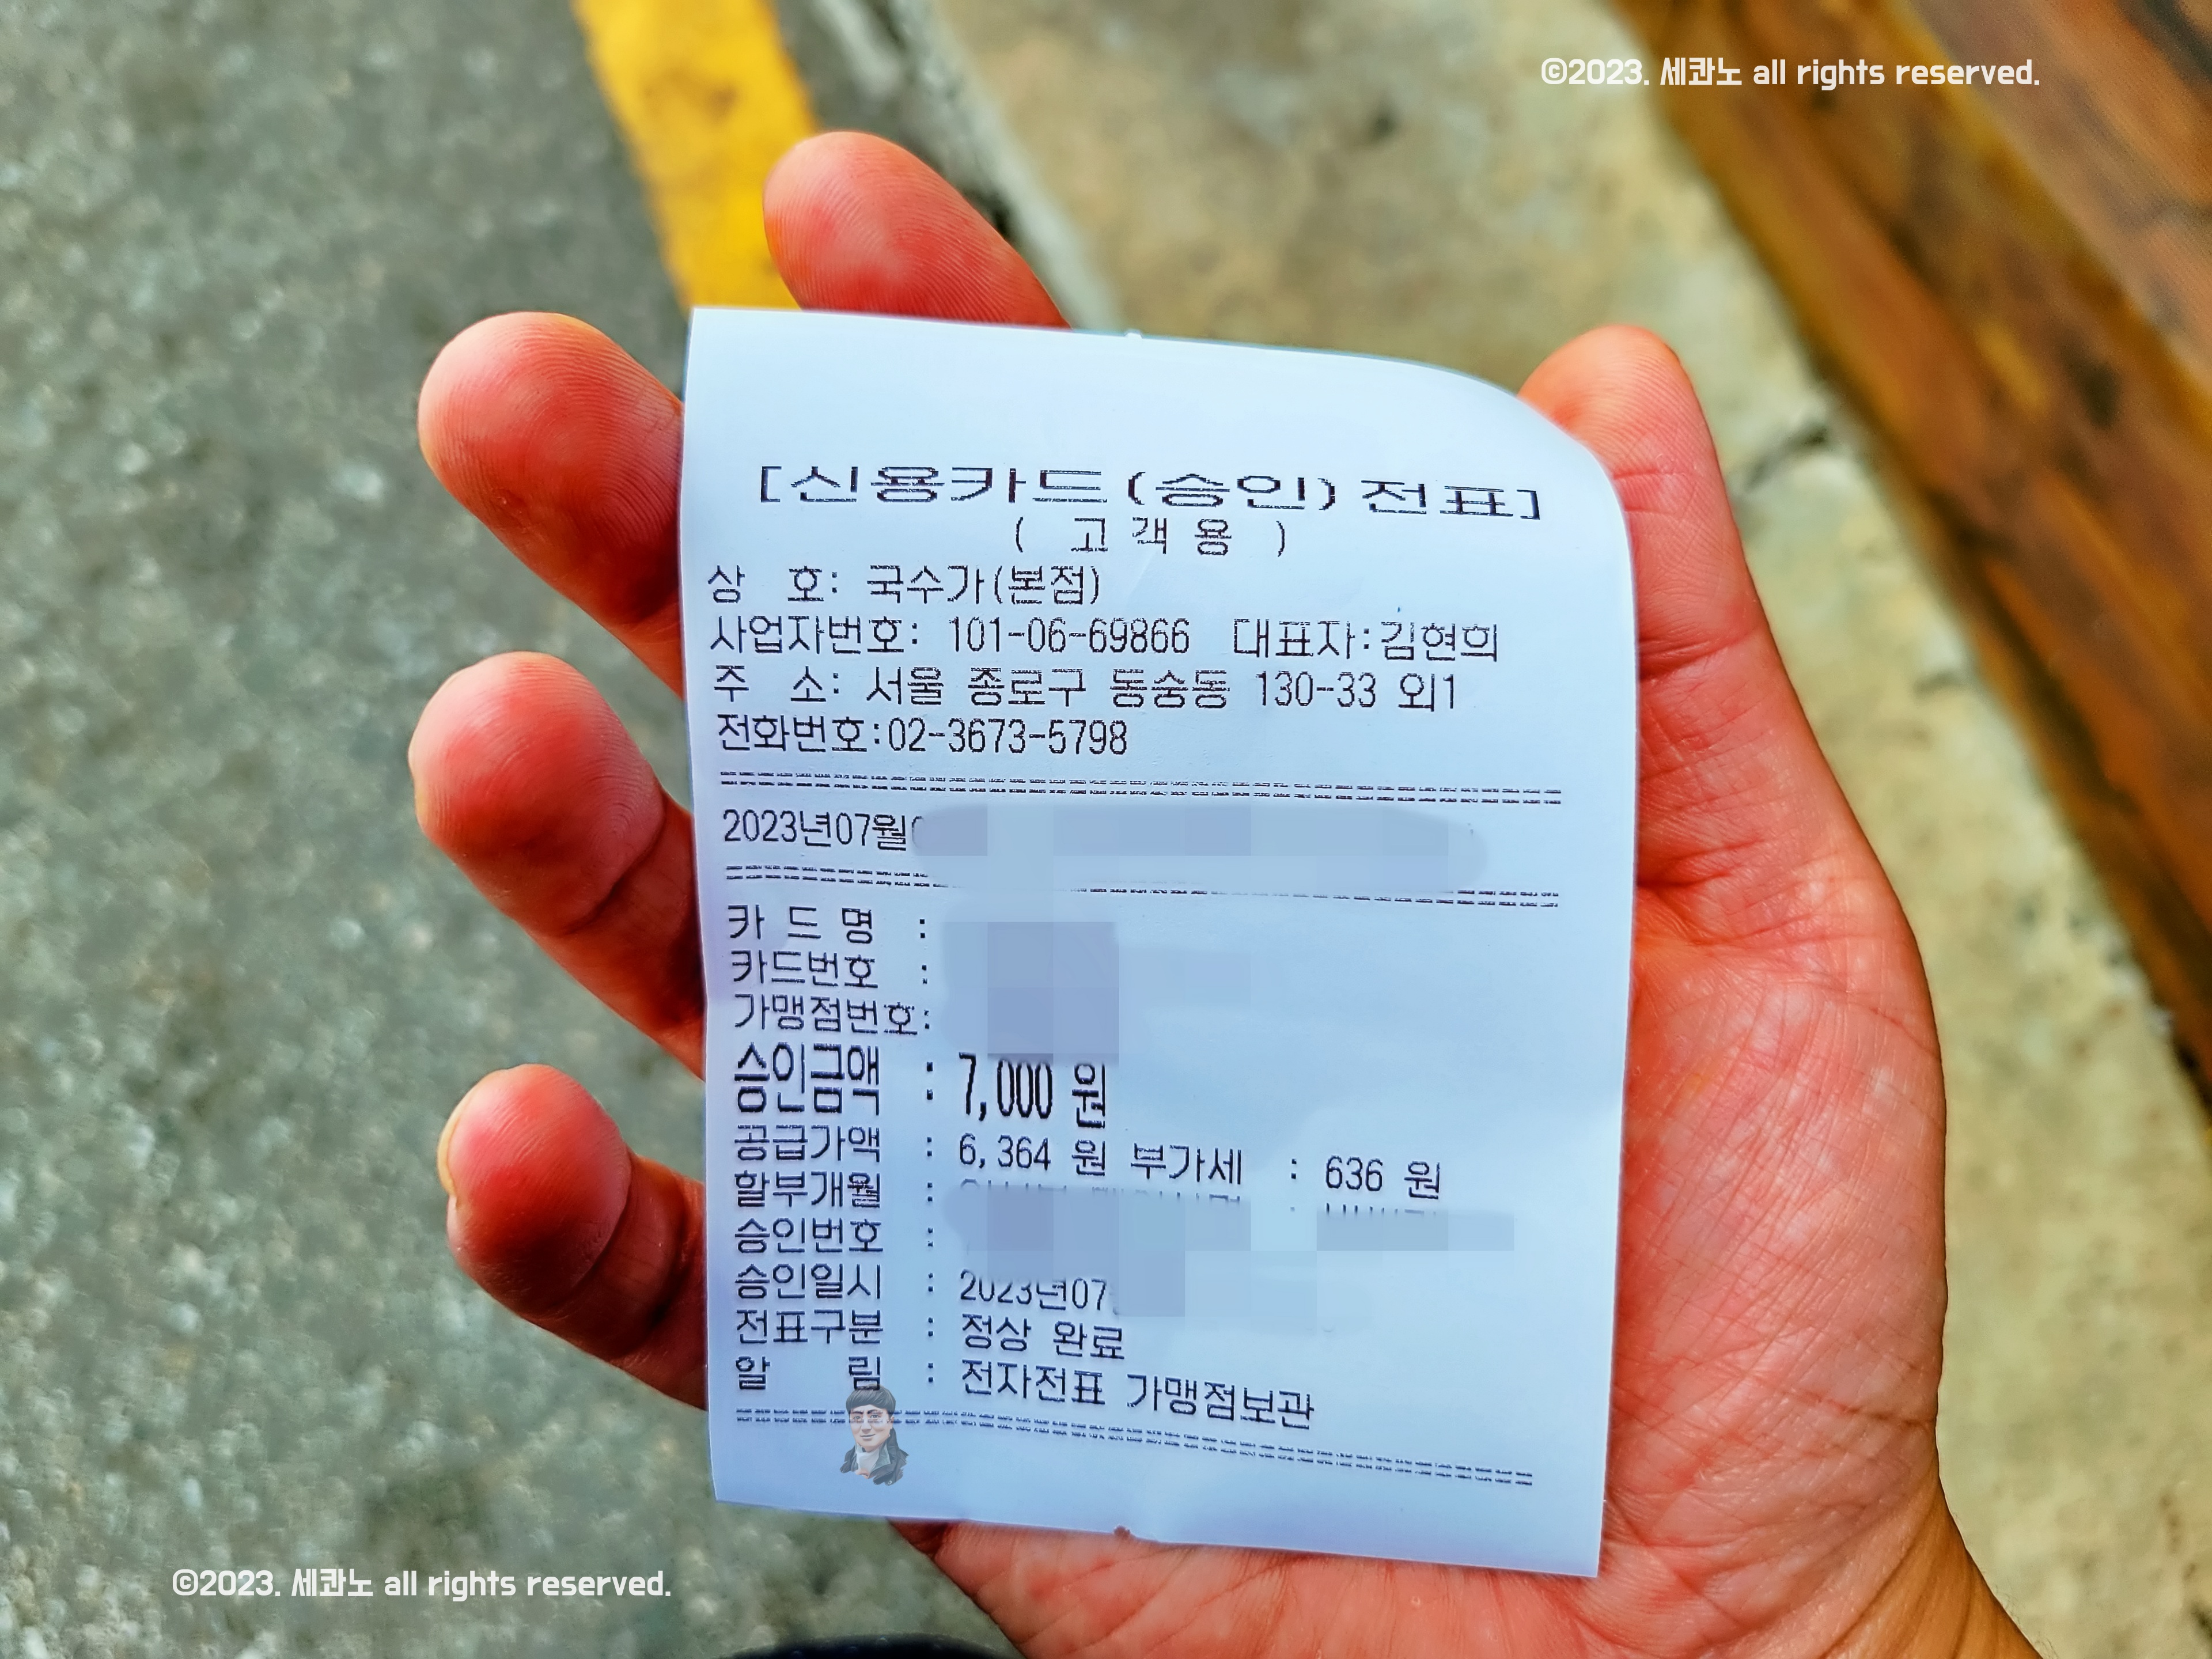 ©2023. 세콴노 all rights reserved.
[신용카드(승인)전표]
( 고 객 용 )
상 호: 국수가(본점)
사업자번호: 101-06-69866 대표자:김현희
주 소: 서울 종로구 동숭동 130-33 외1
전화번호:02-3673-5798
2023년07월
카 드 명 :
카드번호 :
가맹점번호:
승인금액 : 7,000 원
공급가액 : 6,364 원 부가세 : 636 원
할부개월 :
승인번호 :
승인일시 : 2023년07
전표구분 : 정상 완료
알 림 : 전자전표 가맹점보관
©2023. 세콴노 all rights reserved.